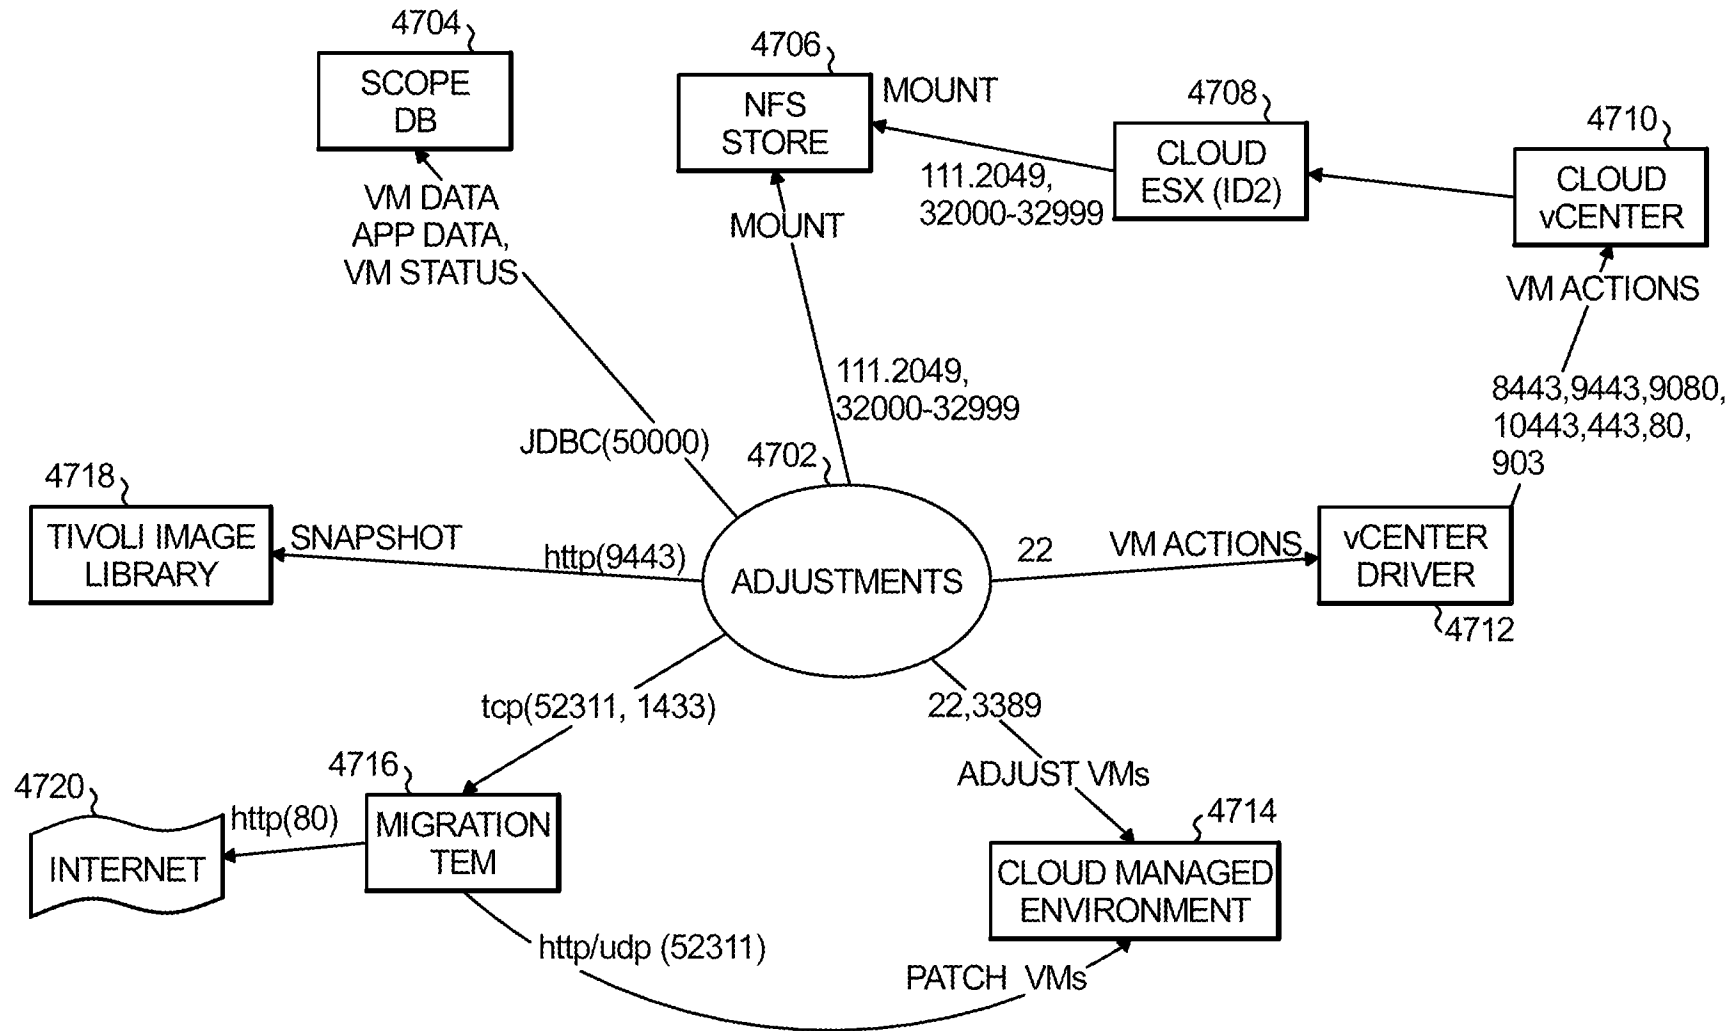 4704
SCOPE
DB
VM DATA
APP DATA,
VM STATUS
JDBC(50000)
4706
NFS
STORE
MOUNT
MOUNT
111.2049,
32000-32999
4708
CLOUD
ESX (ID2)
111.2049,
32000-32999
4710
CLOUD
vCENTER
VM ACTIONS
8443,9443,9080,
10443,443,80,
903
4718
TIVOLI IMAGE
LIBRARY
SNAPSHOT
http(9443)
4702
ADJUSTMENTS
22
VM ACTIONS
vCENTER
DRIVER
4712
tcp(52311, 1433)
22,3389
ADJUST VMs
4720
INTERNET
http(80)
4716
MIGRATION
TEM
4714
CLOUD MANAGED
ENVIRONMENT
http/udp (52311)
PATCH VMs